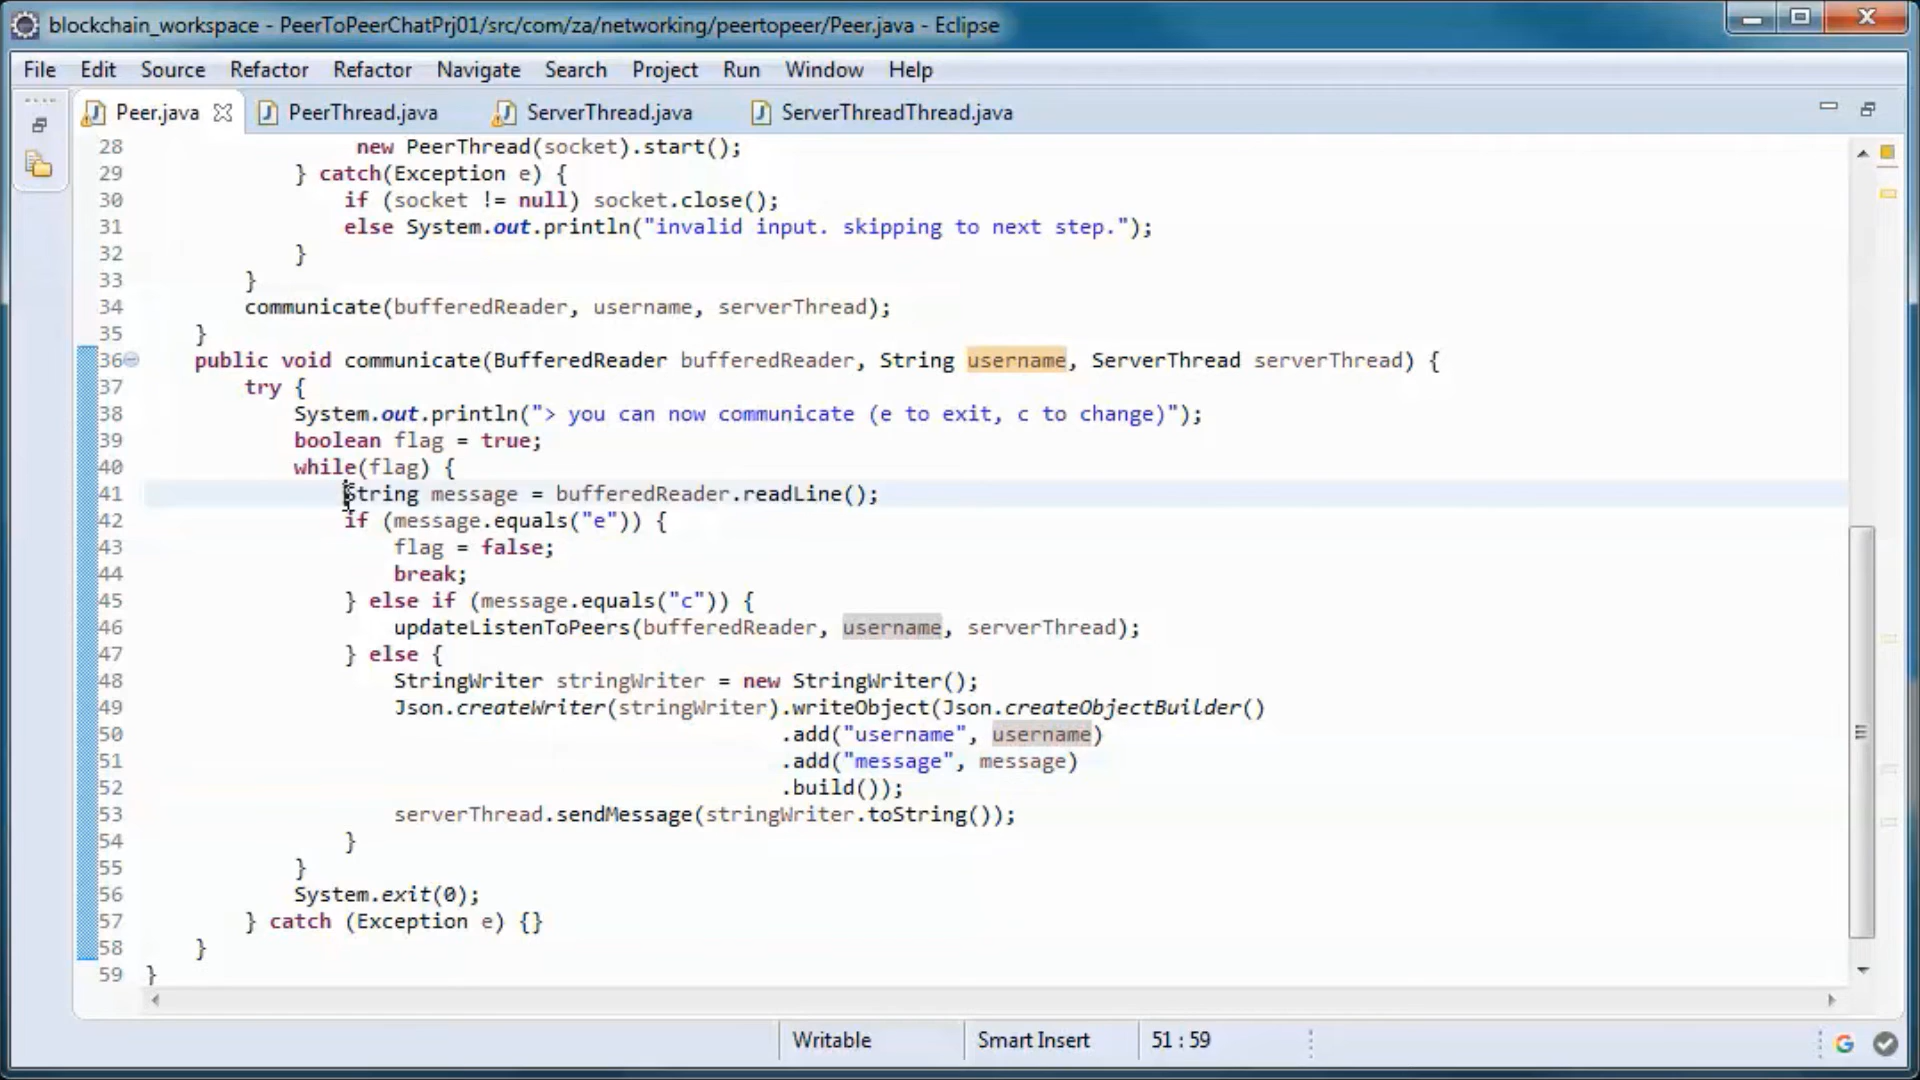 blockchain_workspace - PeerToPeerChatPrj01/src/com/za/networking/peertopeer/Peer.java - Eclipse
File Edit Source Refactor Refactor Navigate Search Project Run Window Help
Peer.java PeerThread.java ServerThread.java ServerThreadThread.java
28 new PeerThread(socket).start();
29 } catch(Exception e) {
30 if (socket != null) socket.close();
31 else System.out.println("invalid input. skipping to next step.");
32 }
33 }
34 communicate(bufferedReader, username, serverThread);
35 }
36 public void communicate(BufferedReader bufferedReader, String username, ServerThread serverThread) {
37 try {
38 System.out.println("> you can now communicate (e to exit, c to change)");
39 boolean flag = true;
40 while(flag) {
41 String message = bufferedReader.readLine();
42 if (message.equals("e")) {
43 flag = false;
44 break;
45 } else if (message.equals("c")) {
46 updateListenToPeers(bufferedReader, username, serverThread);
47 } else {
48 StringWriter stringWriter = new StringWriter();
49 Json.createWriter(stringWriter).writeObject(Json.createObjectBuilder()
50 .add("username", username)
51 .add("message", message)
52 .build());
53 serverThread.sendMessage(stringWriter.toString());
54 }
55 }
56 System.exit(0);
57 } catch (Exception e) {}
58 }
59 }
Writable Smart Insert 51 : 59